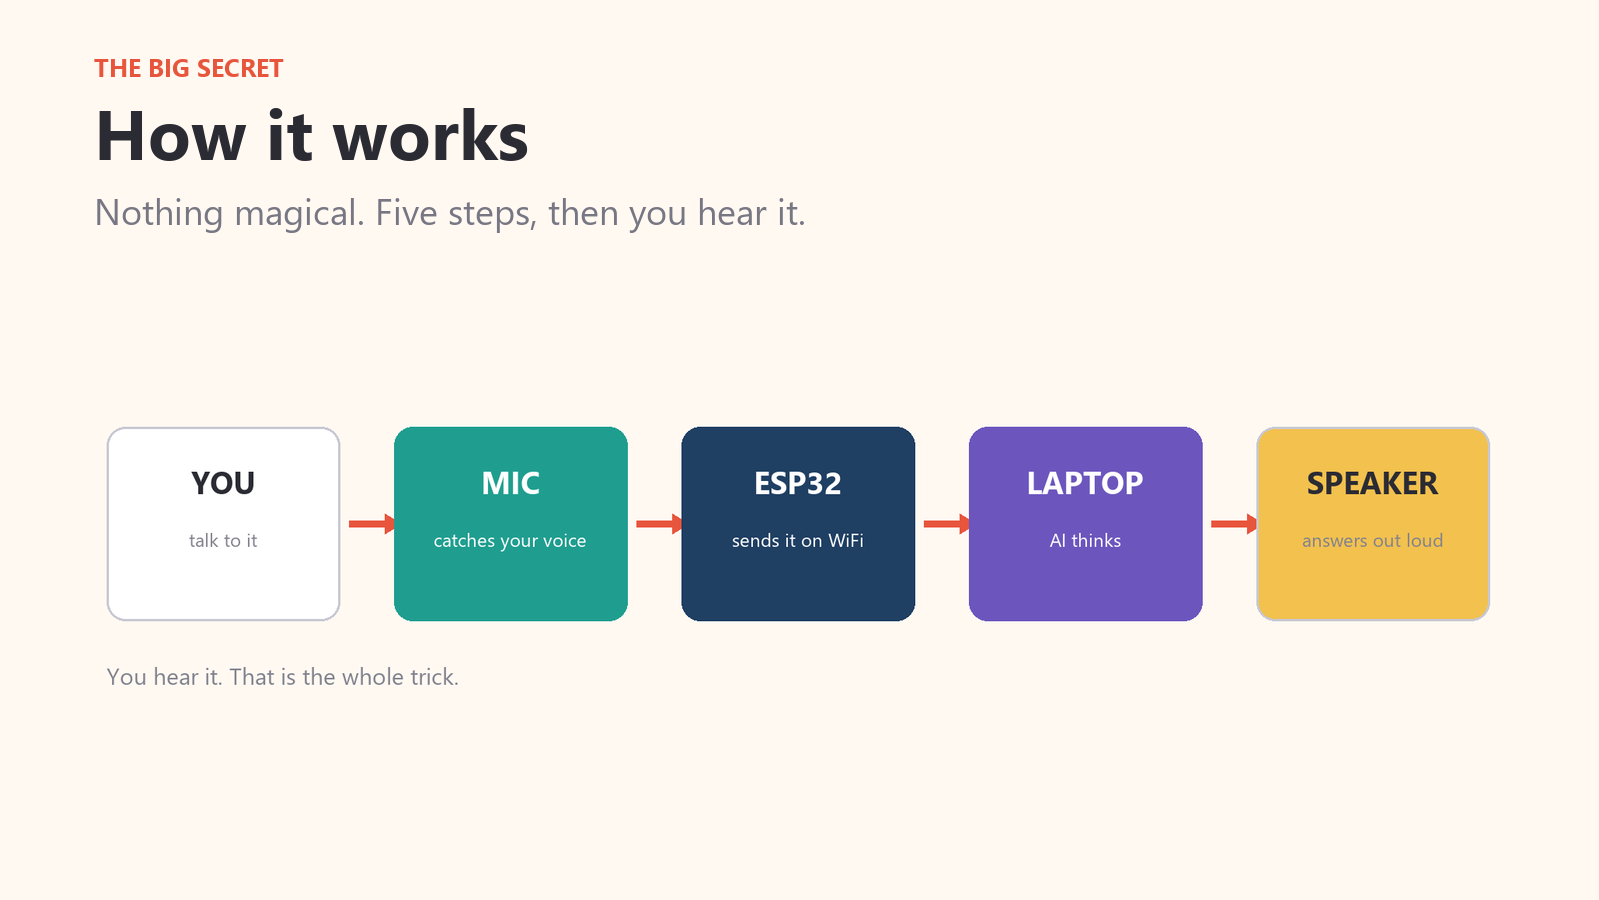 THE BIG SECRET
How it works
Nothing magical. Five steps, then you hear it.
YOU
talk to it
MIC
catches your voice
ESP32
sends it on WiFi
LAPTOP
AI thinks
SPEAKER
answers out loud
You hear it. That is the whole trick.